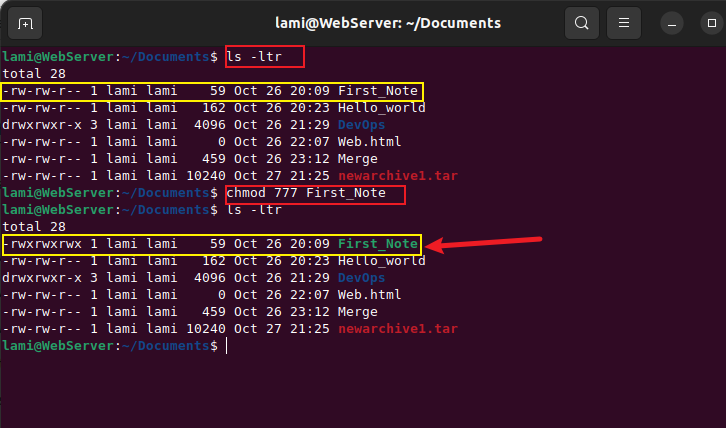 lami@WebServer: ~/Documents
lami@WebServer:~/Documents$ ls -ltr
total 28
-rw-rw-r-- 1 lami lami    59 Oct 26 20:09 First_Note
-rw-rw-r-- 1 lami lami   162 Oct 26 20:23 Hello_world
drwxrwxr-x 3 lami lami  4096 Oct 26 21:29 DevOps
-rw-rw-r-- 1 lami lami     0 Oct 26 22:07 Web.html
-rw-rw-r-- 1 lami lami   459 Oct 26 23:12 Merge
-rw-rw-r-- 1 lami lami 10240 Oct 27 21:25 newarchive1.tar
lami@WebServer:~/Documents$ chmod 777 First_Note
lami@WebServer:~/Documents$ ls -ltr
total 28
-rwxrwxrwx 1 lami lami    59 Oct 26 20:09 First_Note
-rw-rw-r-- 1 lami lami   162 Oct 26 20:23 Hello_world
drwxrwxr-x 3 lami lami  4096 Oct 26 21:29 DevOps
-rw-rw-r-- 1 lami lami     0 Oct 26 22:07 Web.html
-rw-rw-r-- 1 lami lami   459 Oct 26 23:12 Merge
-rw-rw-r-- 1 lami lami 10240 Oct 27 21:25 newarchive1.tar
lami@WebServer:~/Documents$